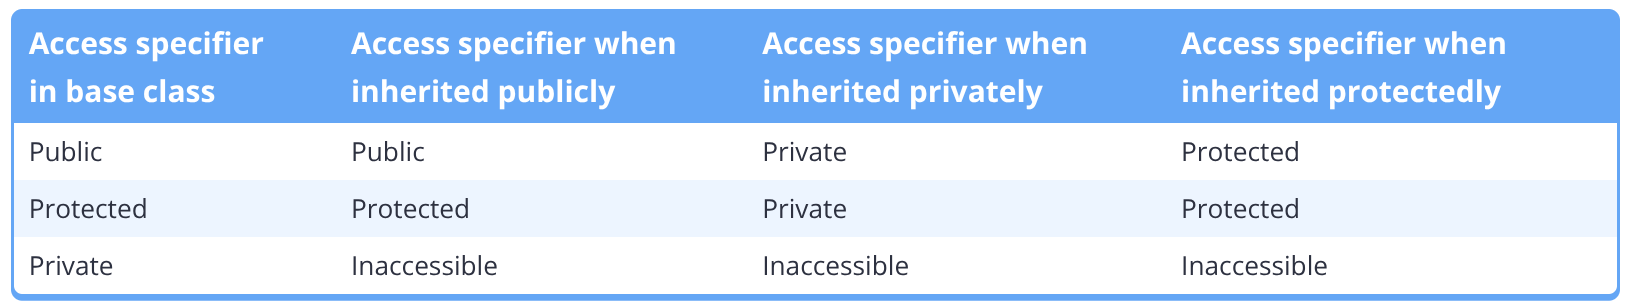 Access specifier in base class
Access specifier when inherited publicly
Access specifier when inherited privately
Access specifier when inherited protectedly
Public Public Private Protected
Protected Protected Private Protected
Private Inaccessible Inaccessible Inaccessible